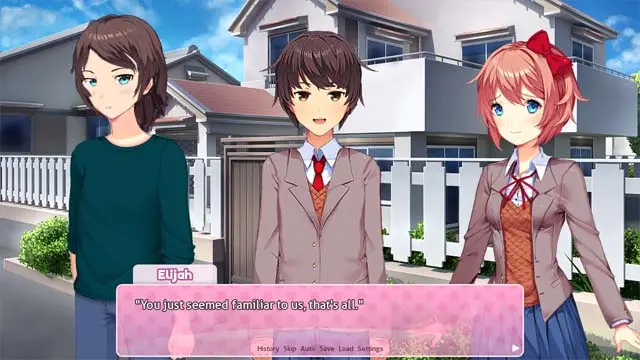 Elijah
"You just seemed familiar to us, that's all."
History Skip Auto Save Load Settings